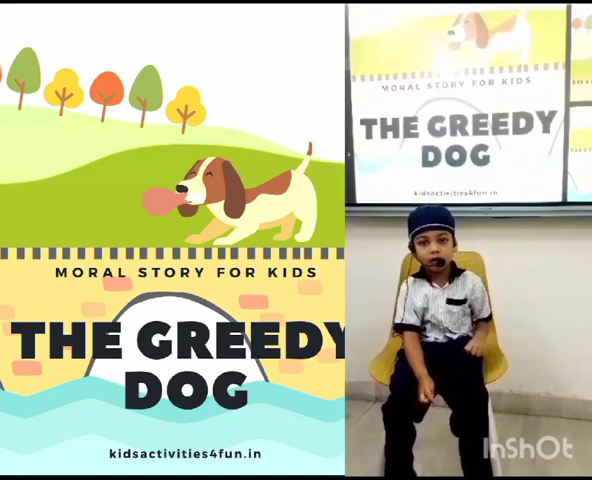 MORAL STORY FOR KIDS
THE GREEDY
DOG
kidsactivities4fun.in
MORAL STORY FOR KIDS
THE GREEDY
DOG
kidsactivities4fun.in
InShOt